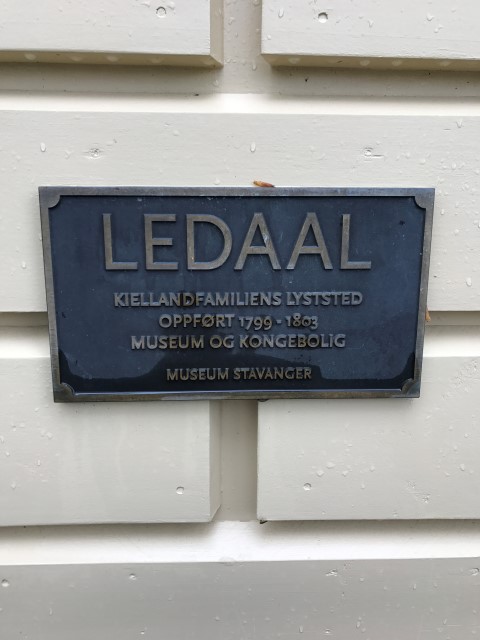 LEDAAL
KIELLANDFAMILIENS LYSTSTED
OPPFØRT 1799 - 1803
MUSEUM OG KONGEBOLIG
MUSEUM STAVANGER